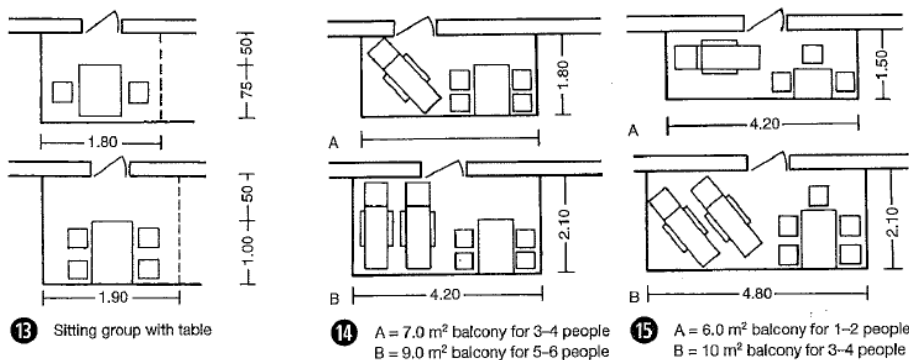 50
75
1.80
50
1.00
1.90
13 Sitting group with table
1.80
A
2.10
B
4.20
14 A = 7.0 m² balcony for 3–4 people
B = 9.0 m² balcony for 5–6 people
1.50
A
4.20
2.10
B
4.80
15 A = 6.0 m² balcony for 1–2 people
B = 10 m² balcony for 3–4 people